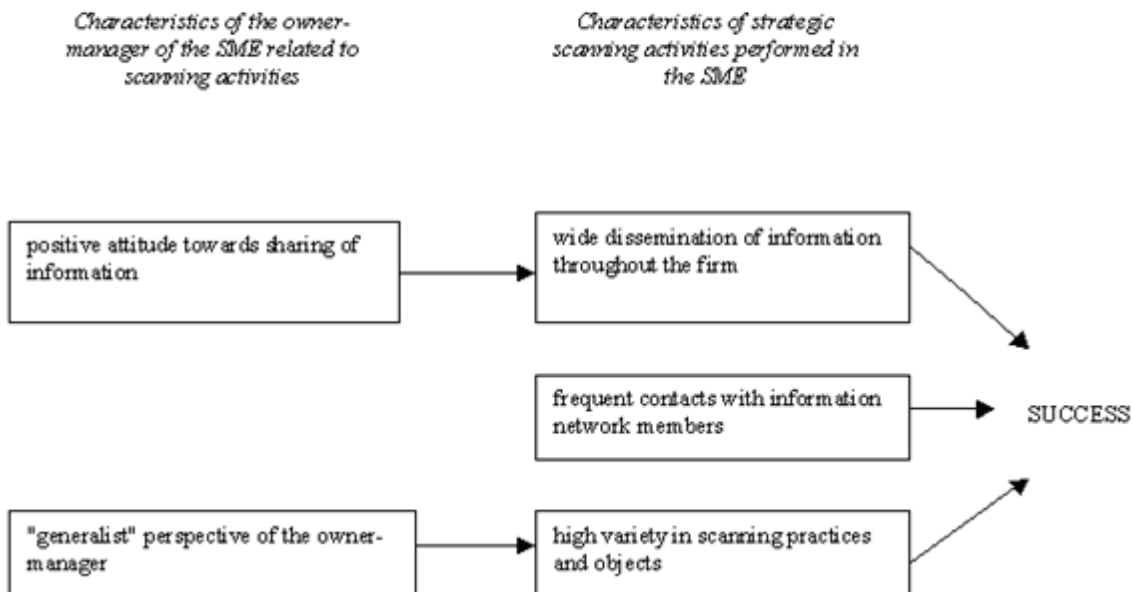 Characteristics of the owner-
manager of the SME related to
scanning activities
Characteristics of strategic
scanning activities performed in
the SME
positive attitude towards sharing of
information
wide dissemination of information
throughout the firm
frequent contacts with information
network members
SUCCESS
"generalist" perspective of the owner-
manager
high variety in scanning practices
and objects